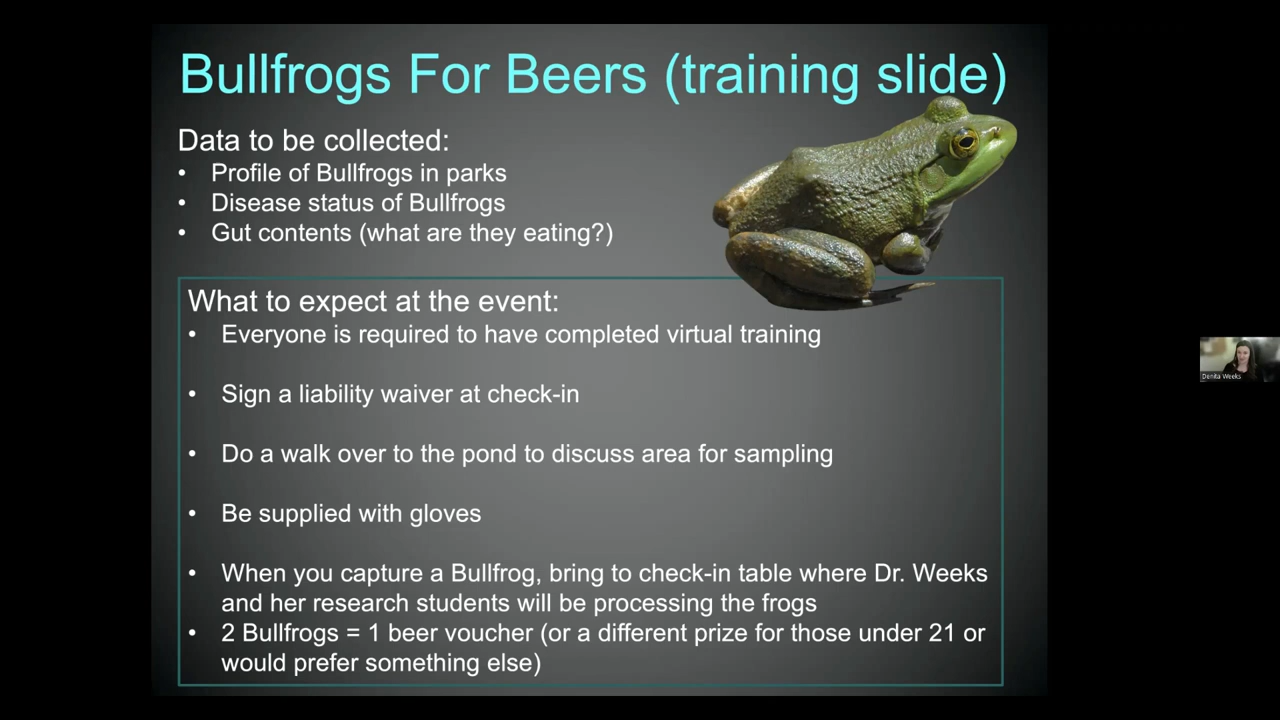 Bullfrogs For Beers (training slide)
Data to be collected:
• Profile of Bullfrogs in parks
• Disease status of Bullfrogs
• Gut contents (what are they eating?)
What to expect at the event:
• Everyone is required to have completed virtual training
• Sign a liability waiver at check-in
• Do a walk over to the pond to discuss area for sampling
• Be supplied with gloves
• When you capture a Bullfrog, bring to check-in table where Dr. Weeks
and her research students will be processing the frogs
• 2 Bullfrogs = 1 beer voucher (or a different prize for those under 21 or
would prefer something else)
Denita Weeks